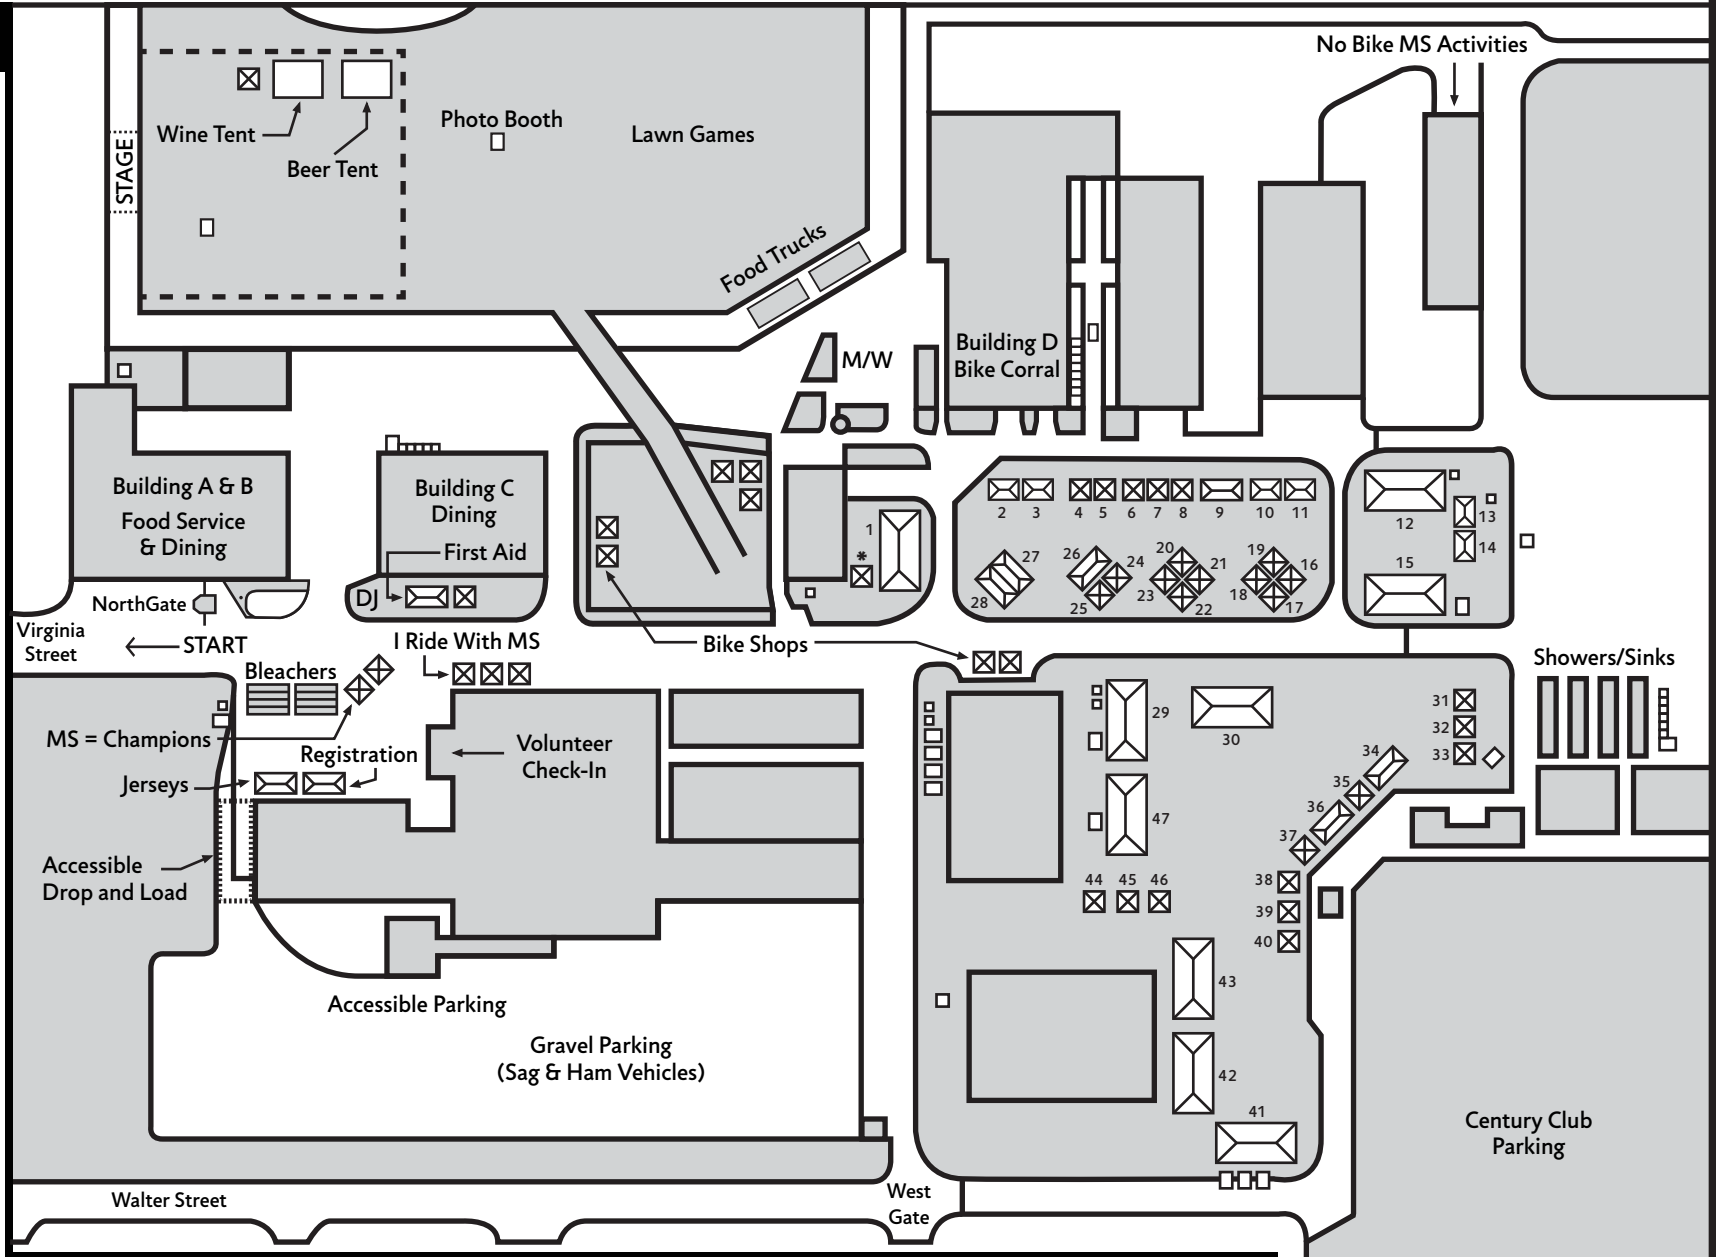 No Bike MS Activities
Wine Tent
Beer Tent
Photo Booth
Lawn Games
STAGE
Food Trucks
M/W
Building D
Bike Corral
Building A & B
Food Service
& Dining
Building C
Dining
First Aid
DJ
NorthGate
Virginia
Street
START
I Ride With MS
Bike Shops
Bleachers
MS = Champions
Registration
Jerseys
Volunteer
Check-In
Accessible
Drop and Load
Accessible Parking
Gravel Parking
(Sag & Ham Vehicles)
Walter Street
West
Gate
Showers/Sinks
Century Club
Parking
1
*
2
3
4
5
6
7
8
9
10
11
12
13
14
15
27
26
24
20
21
19
16
28
25
23
22
18
17
29
30
31
32
33
34
35
36
37
47
44
45
46
38
39
40
43
42
41